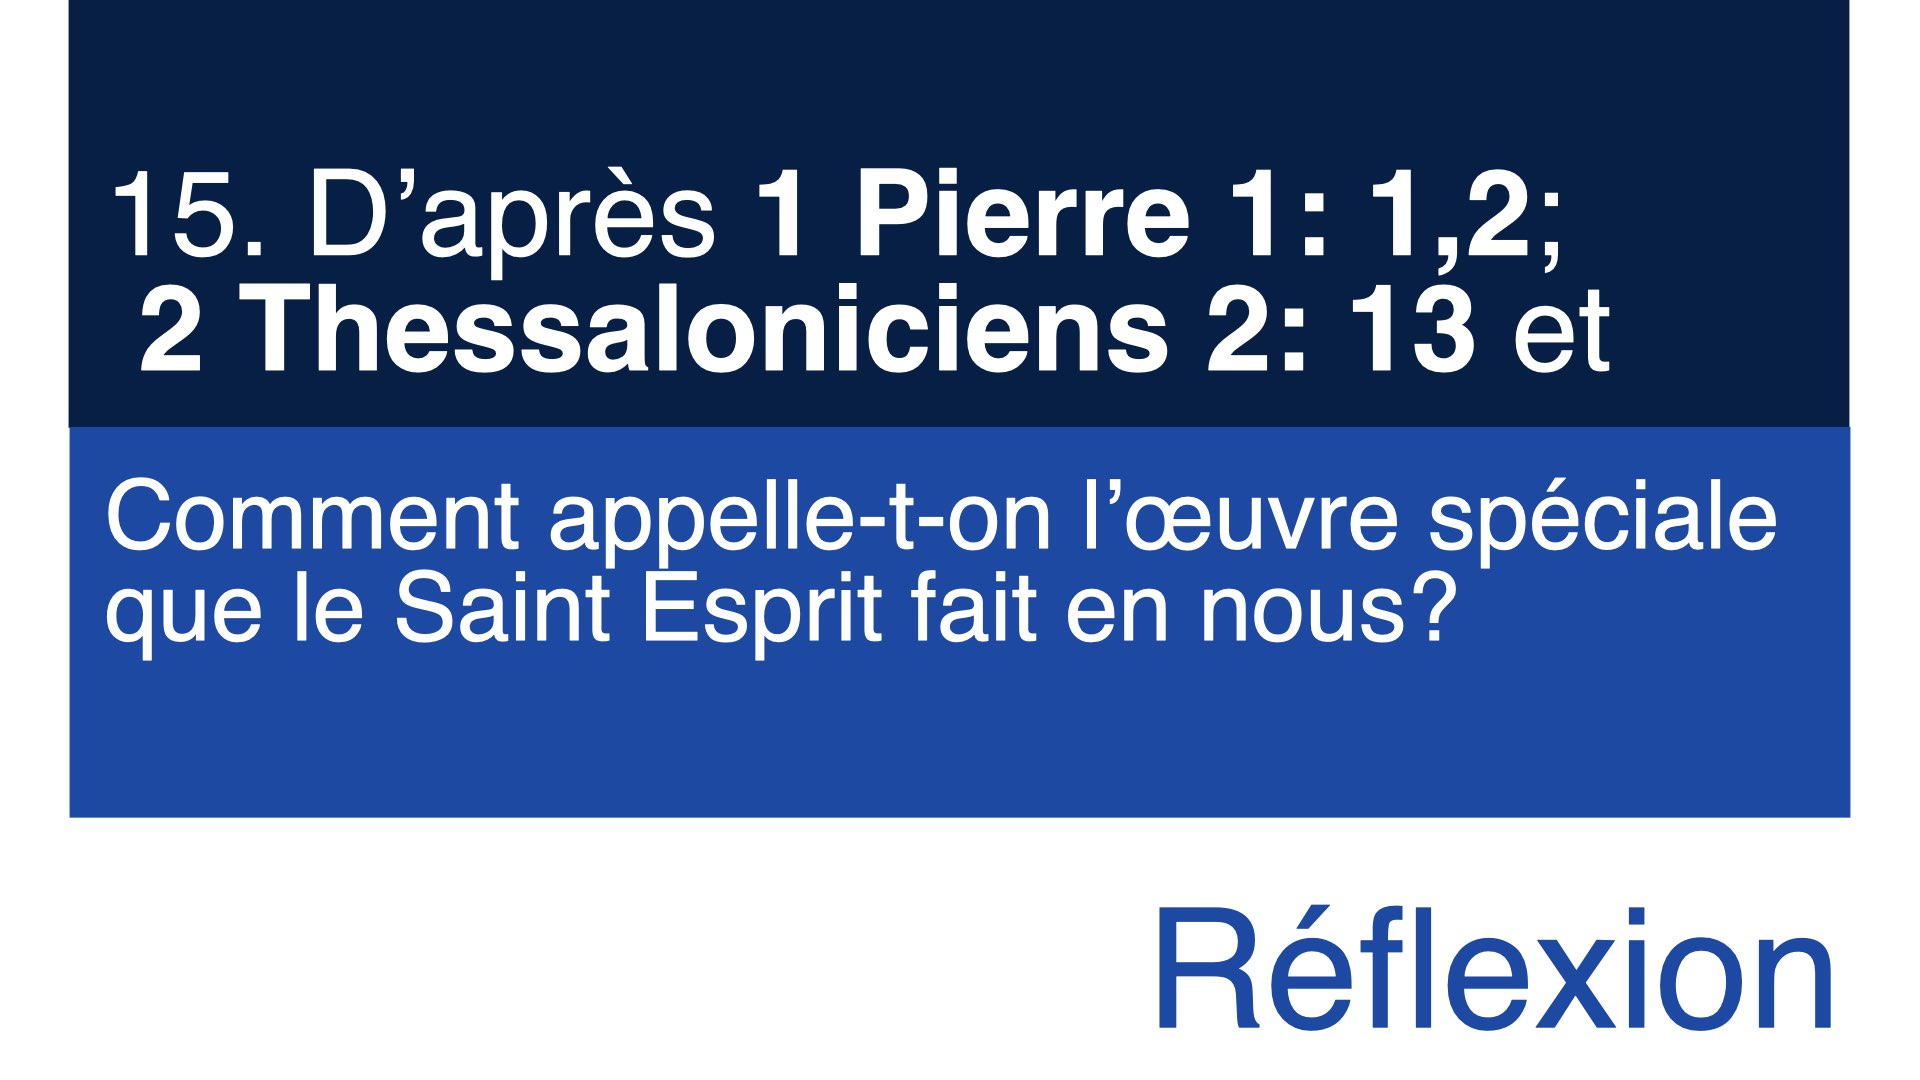 15. D’après 1 Pierre 1: 1,2;
2 Thessaloniciens 2: 13 et
Comment appelle-t-on l’œuvre spéciale
que le Saint Esprit fait en nous?
Réflexion